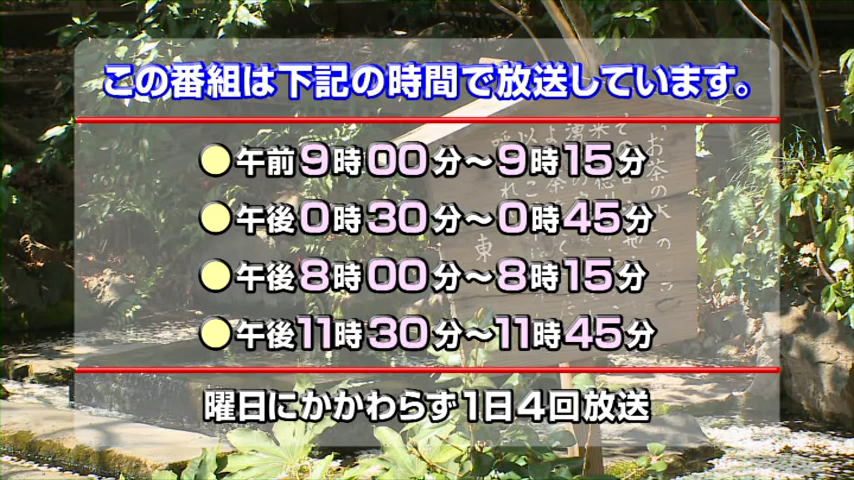 この番組は下記の時間で放送しています。
●午前9時00分～9時15分
●午後0時30分～0時45分
●午後8時00分～8時15分
●午後11時30分～11時45分
曜日にかかわらず1日4回放送